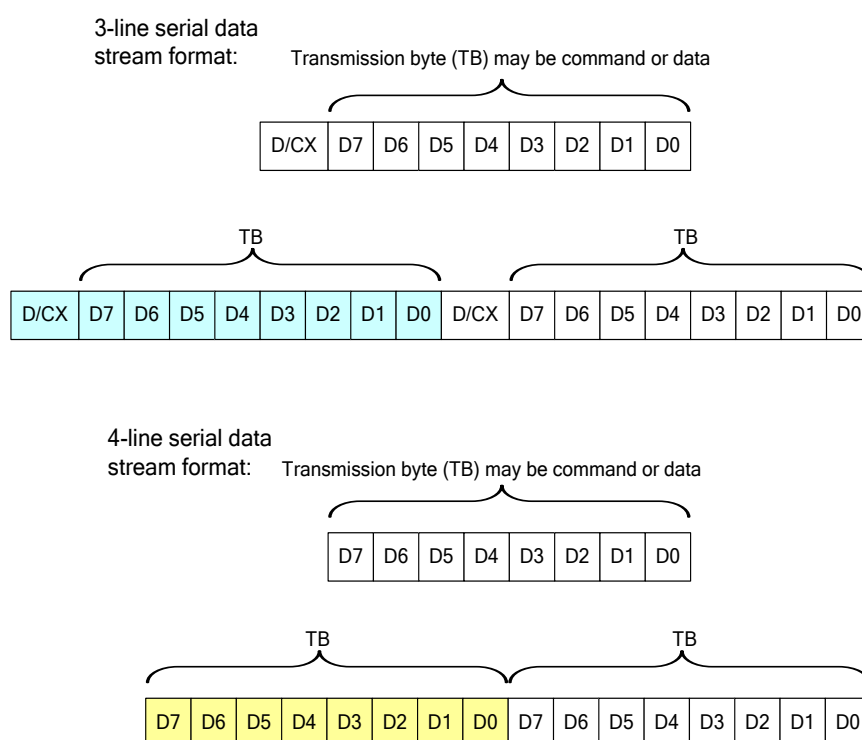 3-line serial data
stream format:
Transmission byte (TB) may be command or data
D/CX D7 D6 D5 D4 D3 D2 D1 D0
TB TB
D/CX D7 D6 D5 D4 D3 D2 D1 D0 D/CX D7 D6 D5 D4 D3 D2 D1 D0
4-line serial data
stream format:
Transmission byte (TB) may be command or data
D7 D6 D5 D4 D3 D2 D1 D0
TB TB
D7 D6 D5 D4 D3 D2 D1 D0 D7 D6 D5 D4 D3 D2 D1 D0